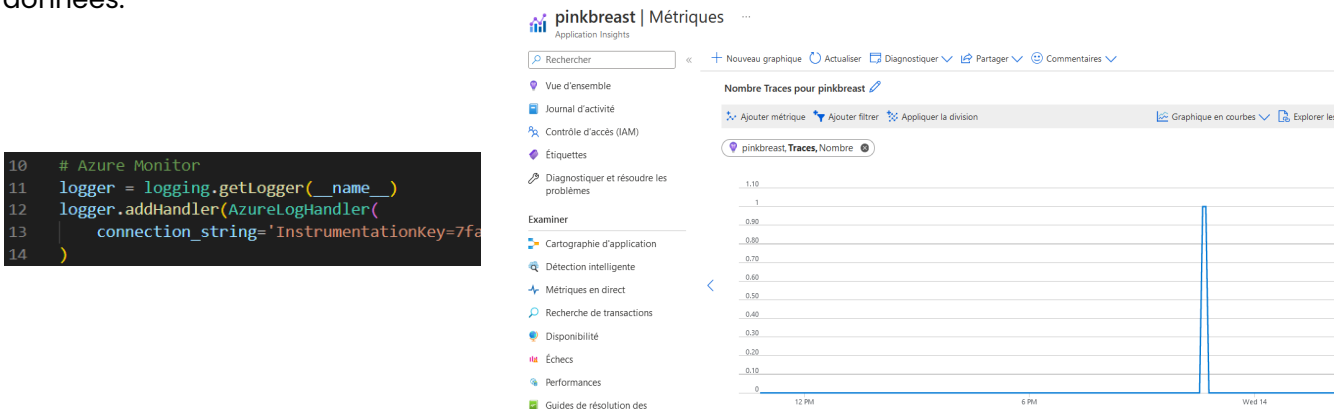 données.
10 # Azure Monitor
11 logger = logging.getLogger(__name__)
12 logger.addHandler(AzureLogHandler(
13 connection_string='InstrumentationKey=7fa
14 )
pinkbreast | Métriques ...
Application Insights
Rechercher «
Vue d'ensemble
Journal d'activité
Contrôle d'accès (IAM)
Étiquettes
Diagnostiquer et résoudre les
problèmes
Examiner
Cartographie d'application
Détection intelligente
Métriques en direct
Recherche de transactions
Disponibilité
Échecs
Performances
Guides de résolution des
Nouveau graphique Actualiser Diagnostiquer Partager Commentaires
Nombre Traces pour pinkbreast
Ajouter métrique Ajouter filtrer Appliquer la division Graphique en courbes Explorer les
pinkbreast, Traces, Nombre
1.10
1
0.90
0.80
0.70
0.60
0.50
0.40
0.30
0.20
0.10
0
12 PM 6 PM Wed 14